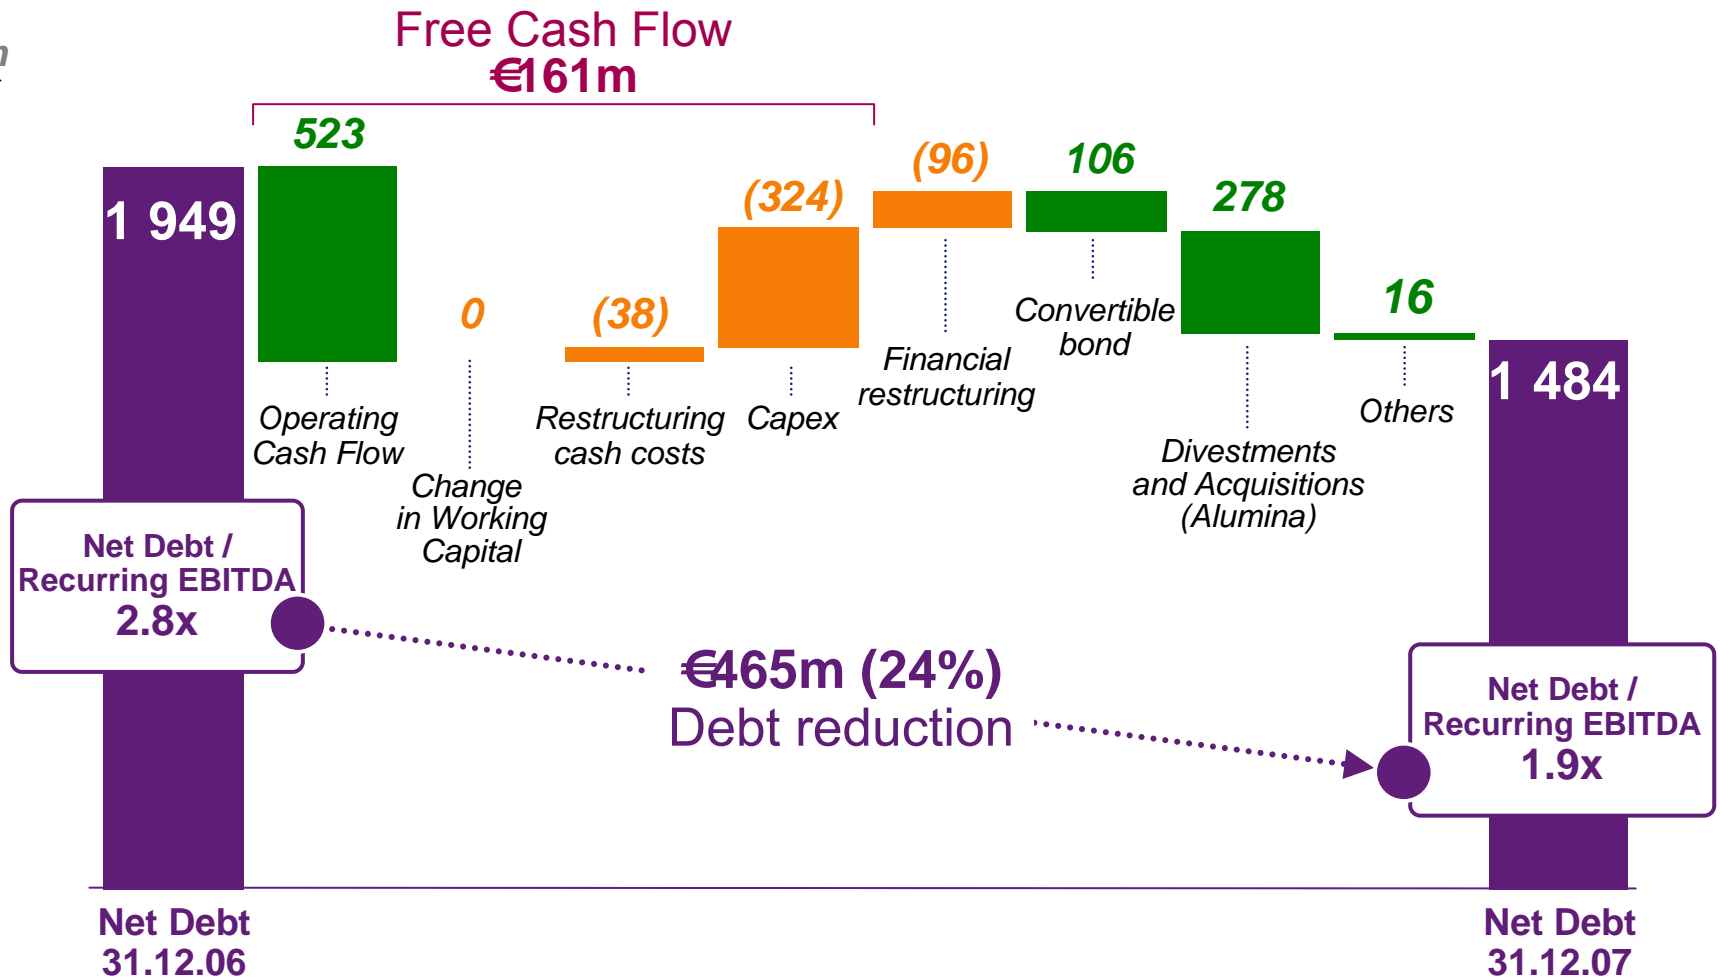 Free Cash Flow
€161m
523
(96)
106
(324)
278
1 949
0
(38)
16
Convertible
bond
Financial
restructuring
1 484
Operating
Cash Flow
Restructuring
cash costs
Capex
Others
Divestments
and Acquisitions
(Alumina)
Change
in Working
Capital
Net Debt /
Recurring EBITDA
2.8x
€465m (24%)
Debt reduction
Net Debt /
Recurring EBITDA
1.9x
Net Debt
31.12.06
Net Debt
31.12.07